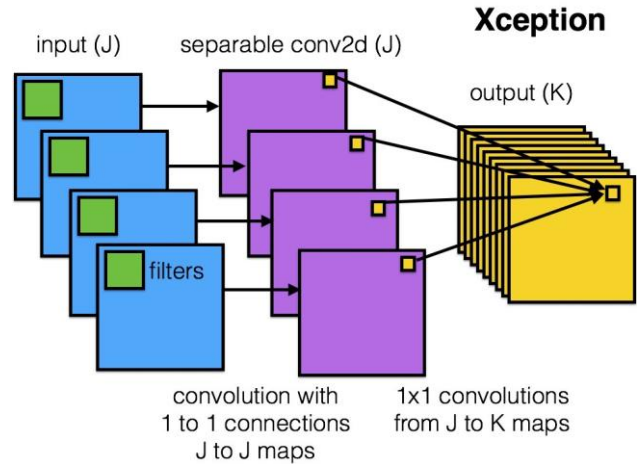 Xception
input (J)
separable conv2d (J)
output (K)
filters
convolution with
1 to 1 connections
J to J maps
1x1 convolutions
from J to K maps